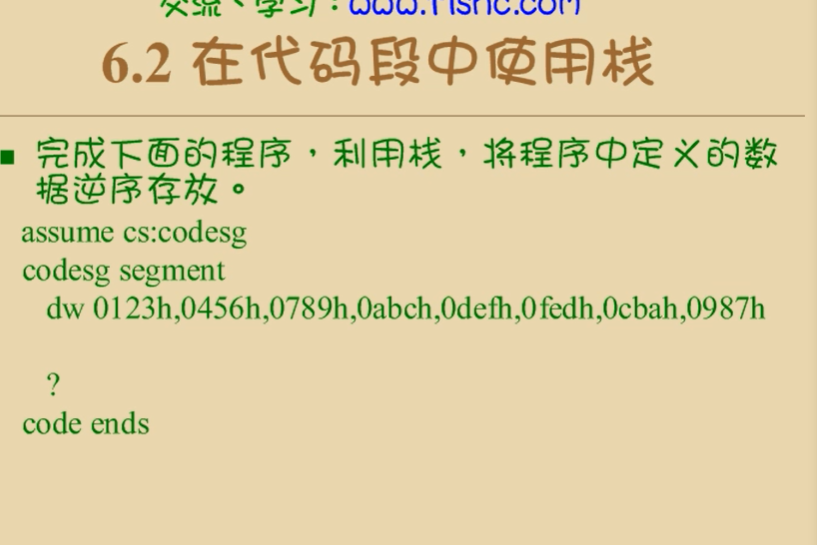 交流、学习:www.
6.2 在代码段中使用栈
■ 完成下面的程序，利用栈，将程序中定义的数
据逆序存放。
assume cs:codesg
codesg segment
dw 0123h,0456h,0789h,0abch,0defh,0fedh,0cbah,0987h
?
code ends